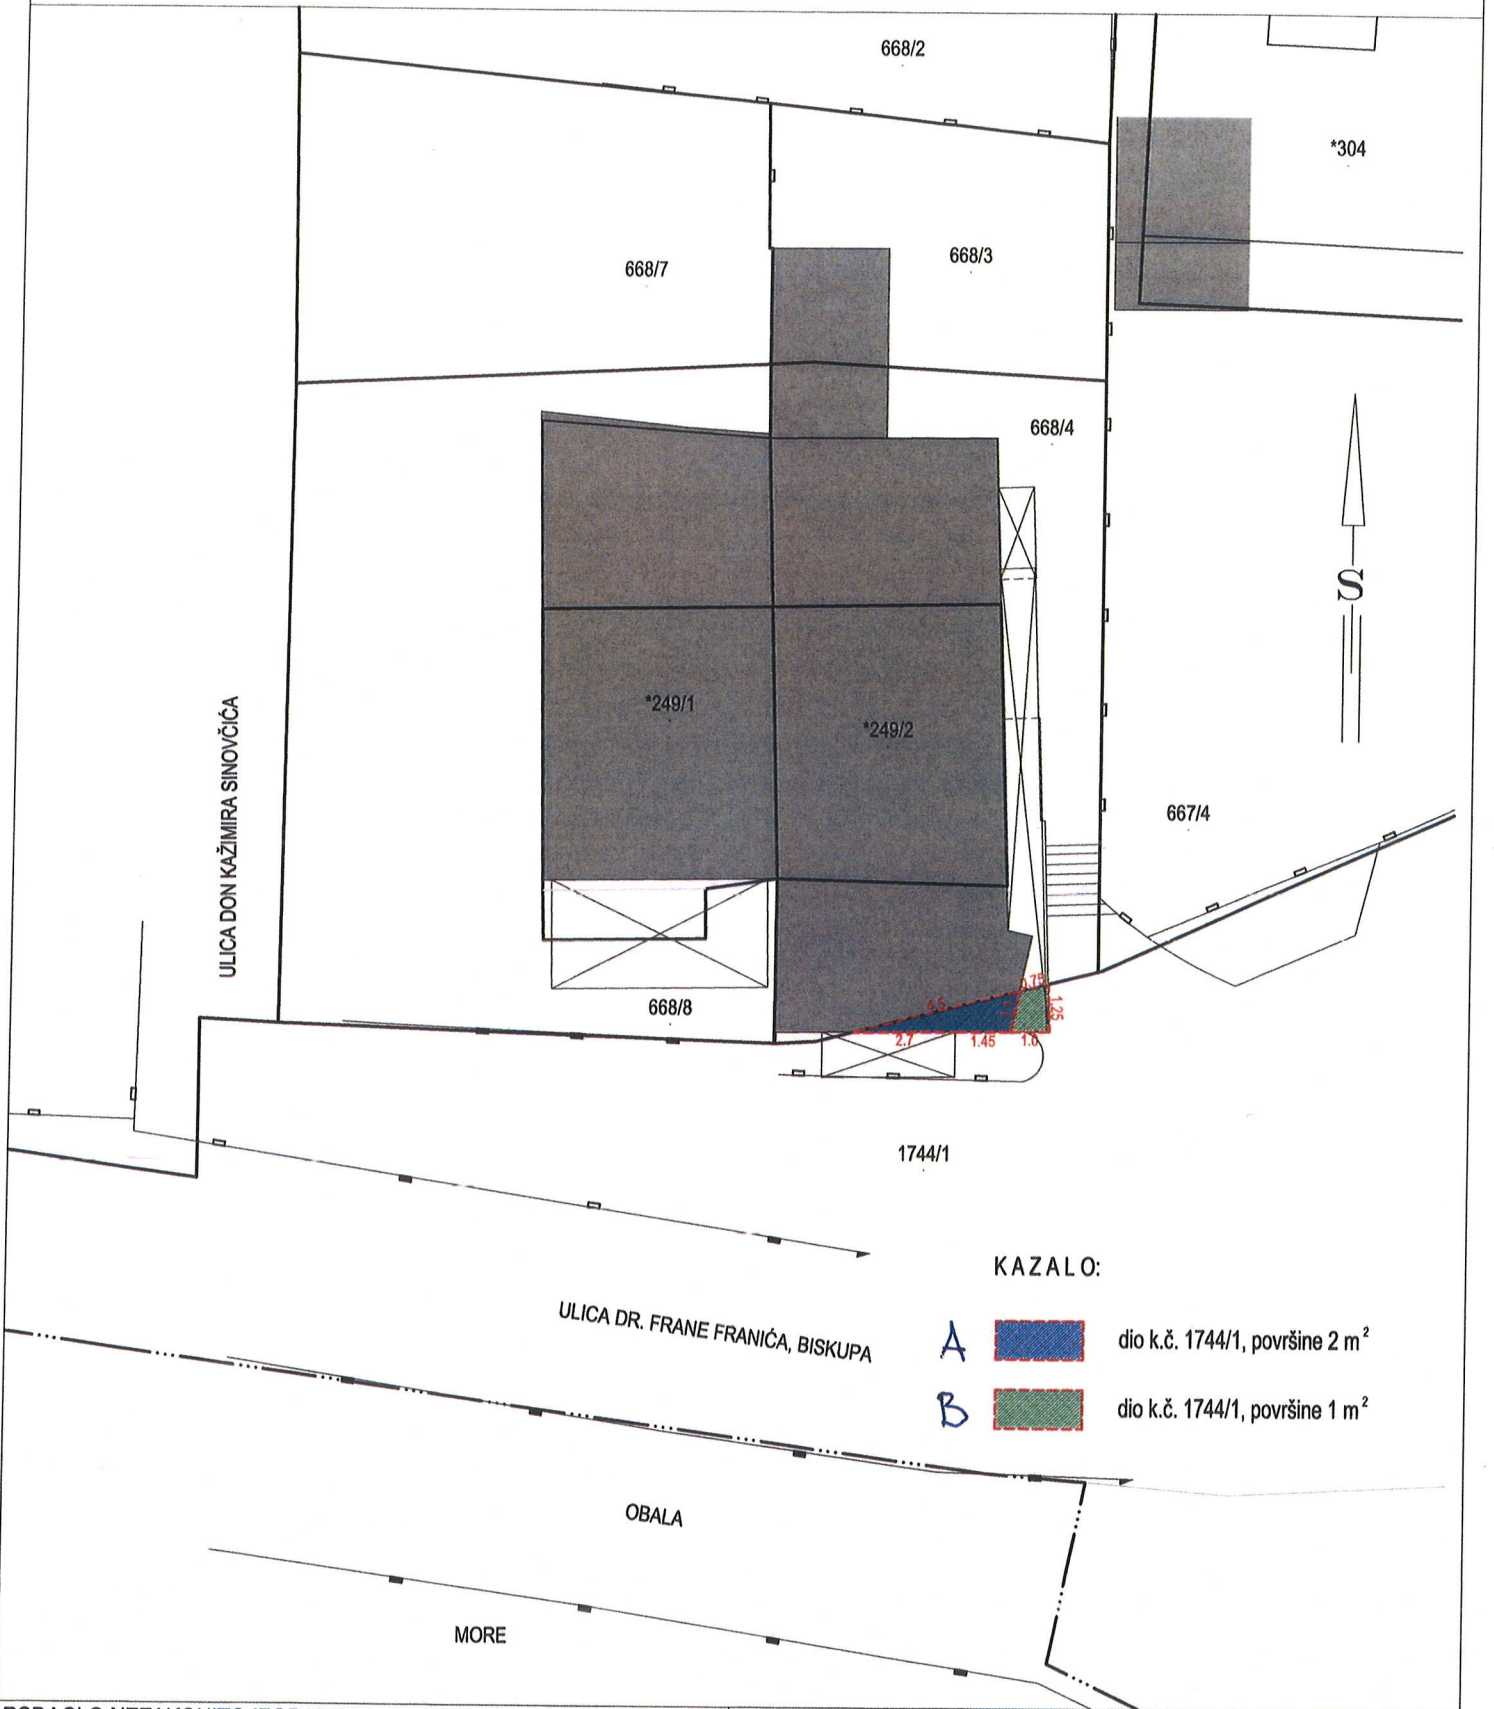 668/2
*304
668/7
668/3
668/4
S
*249/1
*249/2
ULICA DON KAŽIMIRA SINOVČIĆA
667/4
668/8
0.75
4.5
1.25
2.7
1.45
1.0
1744/1
KAZALO:
ULICA DR. FRANE FRANIĆA, BISKUPA
A dio k.č. 1744/1, površine 2 m²
B dio k.č. 1744/1, površine 1 m²
OBALA
MORE